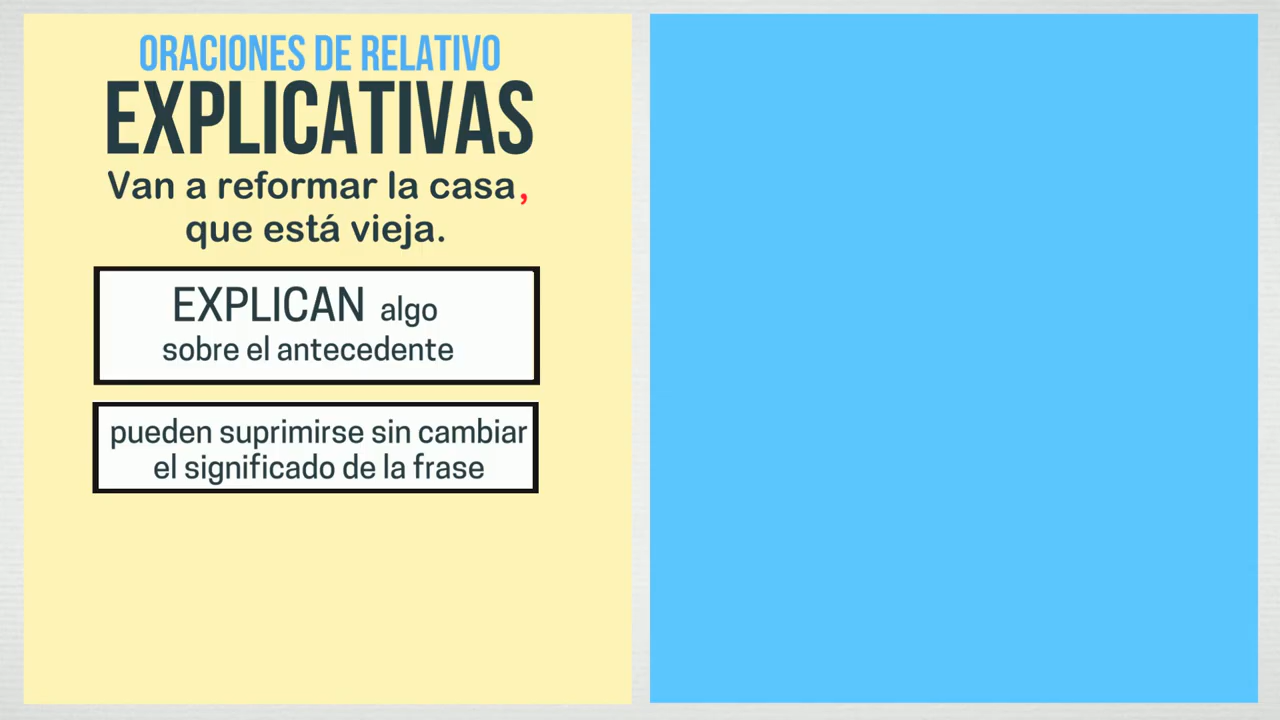 ORACIONES DE RELATIVO
EXPLICATIVAS
Van a reformar la casa,
que está vieja.
EXPLICAN algo
sobre el antecedente
pueden suprimirse sin cambiar
el significado de la frase